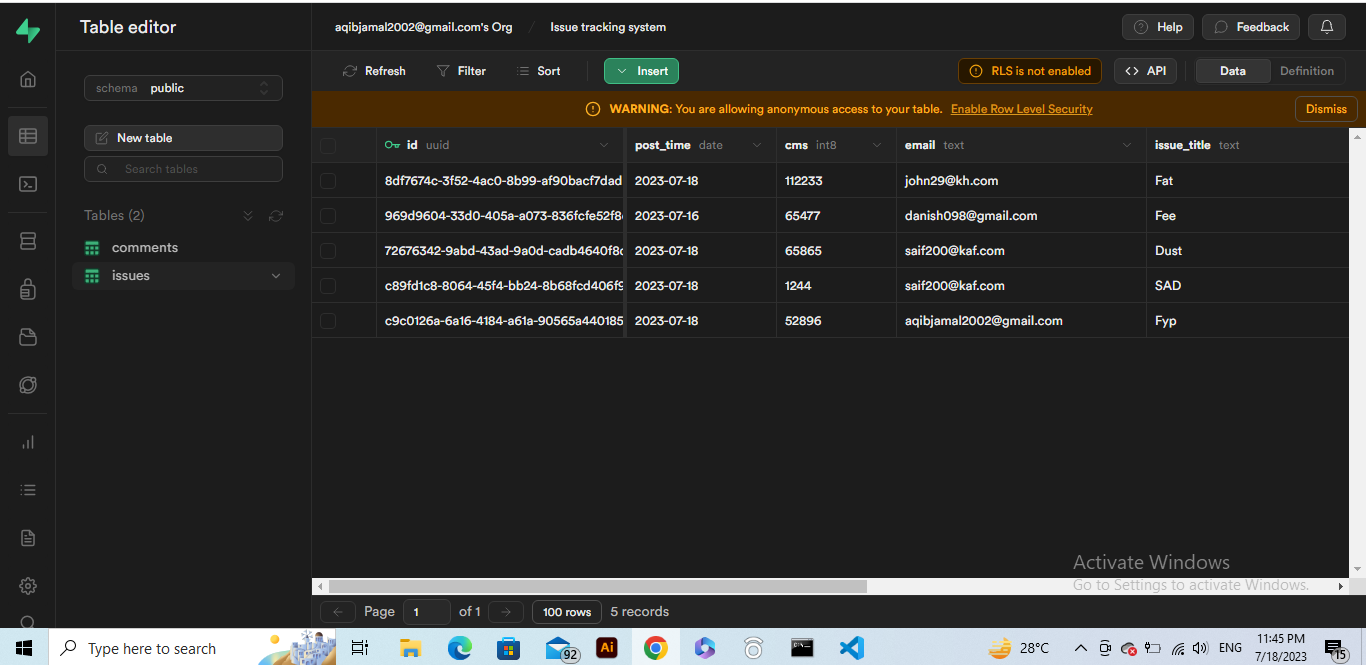 Table editor
aqibjamal2002@gmail.com's Org / Issue tracking system
Help
Feedback
schema public
Refresh Filter Sort Insert
RLS is not enabled
<> API
Data Definition
WARNING: You are allowing anonymous access to your table. Enable Row Level Security
Dismiss
New table
Search tables
Tables (2)
comments
issues
id uuid post_time date cms int8 email text issue_title text
8df7674c-3f52-4ac0-8b99-af90bacf7dad 2023-07-18 112233 john29@kh.com Fat
969d9604-33d0-405a-a073-836fcfe52f8 2023-07-16 65477 danish098@gmail.com Fee
72676342-9abd-43ad-9a0d-cadb4640f8 2023-07-18 65865 saif200@kaf.com Dust
c89fd1c8-8064-45f4-bb24-8b68fcd406f9 2023-07-18 1244 saif200@kaf.com SAD
c9c0126a-6a16-4184-a61a-90565a440185 2023-07-18 52896 aqibjamal2002@gmail.com Fyp
Activate Windows
Go to Settings to activate Windows.
Page 1 of 1 100 rows 5 records
Type here to search
92
Ai
28°C
ENG
11:45 PM
7/18/2023
15